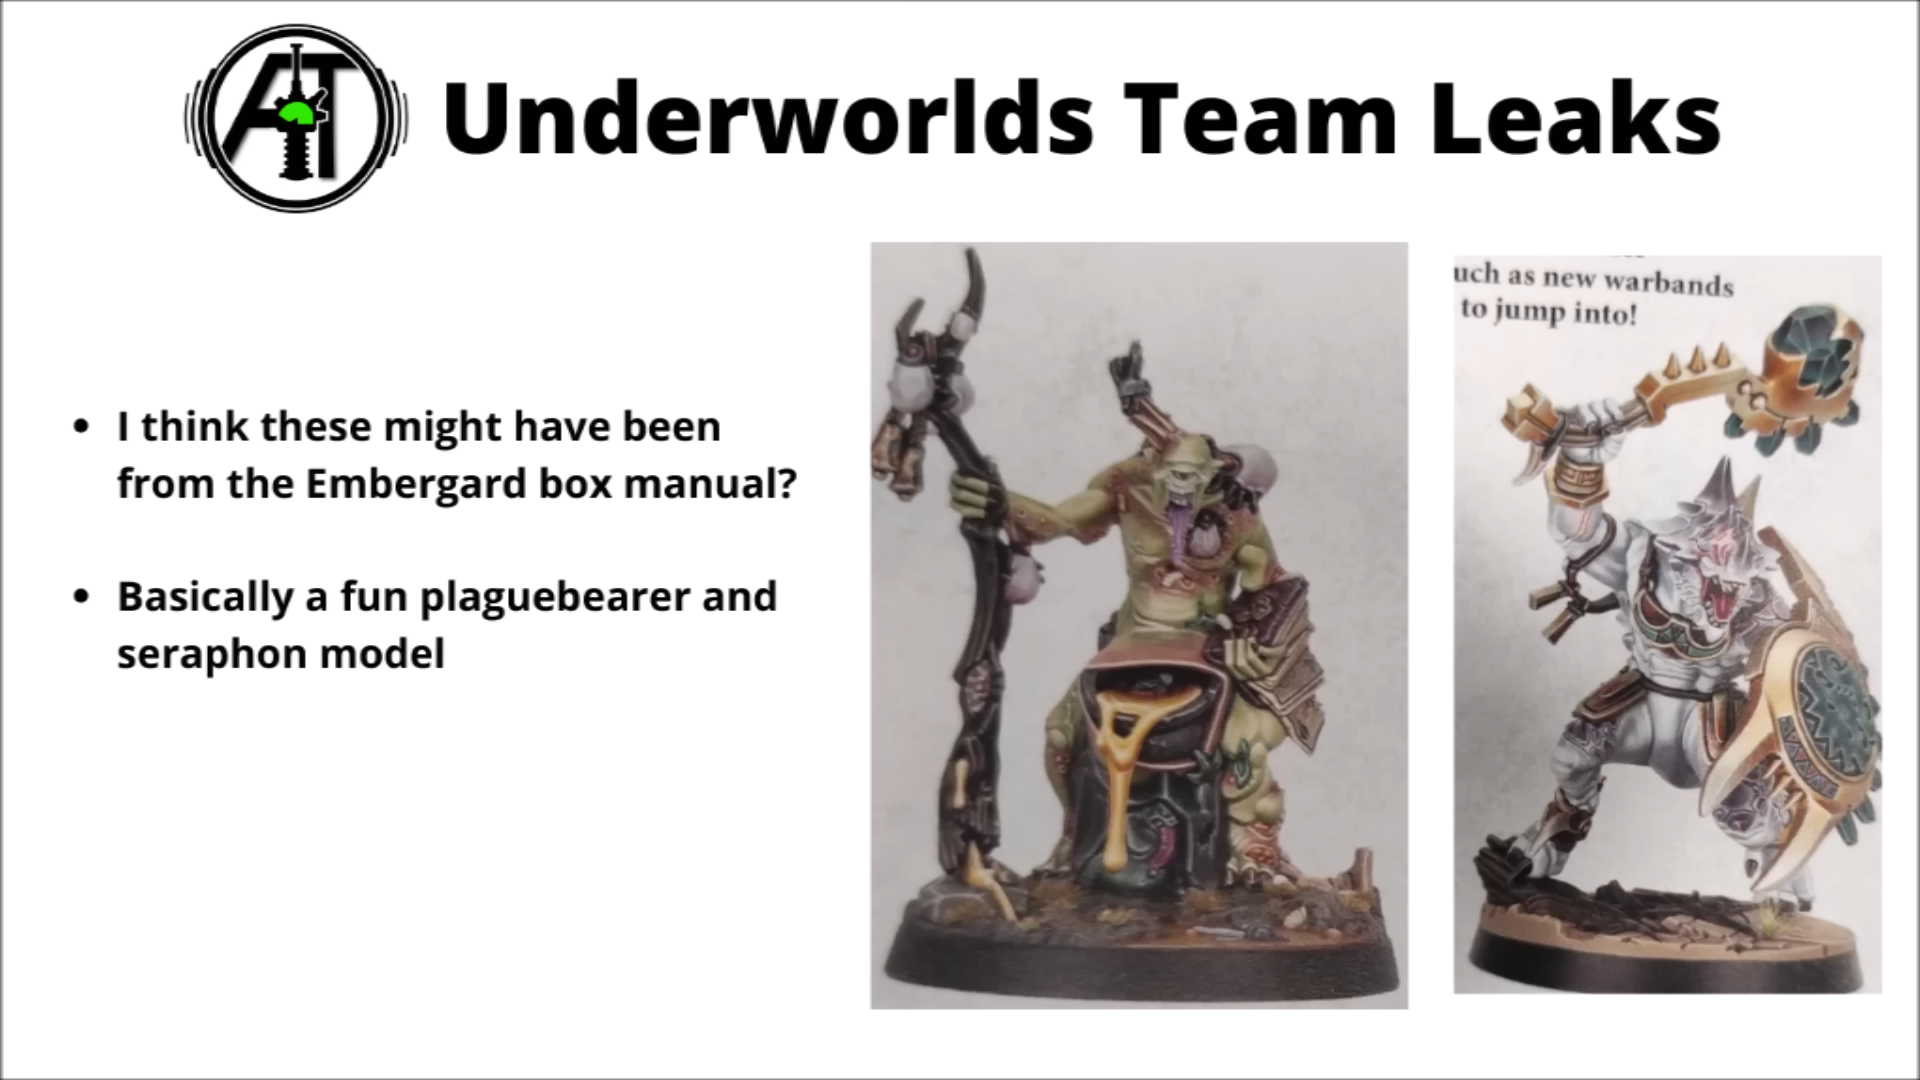 AT
Underworlds Team Leaks
• I think these might have been
from the Embergard box manual?
• Basically a fun plaguebearer and
seraphon model
uch as new warbands
to jump into!